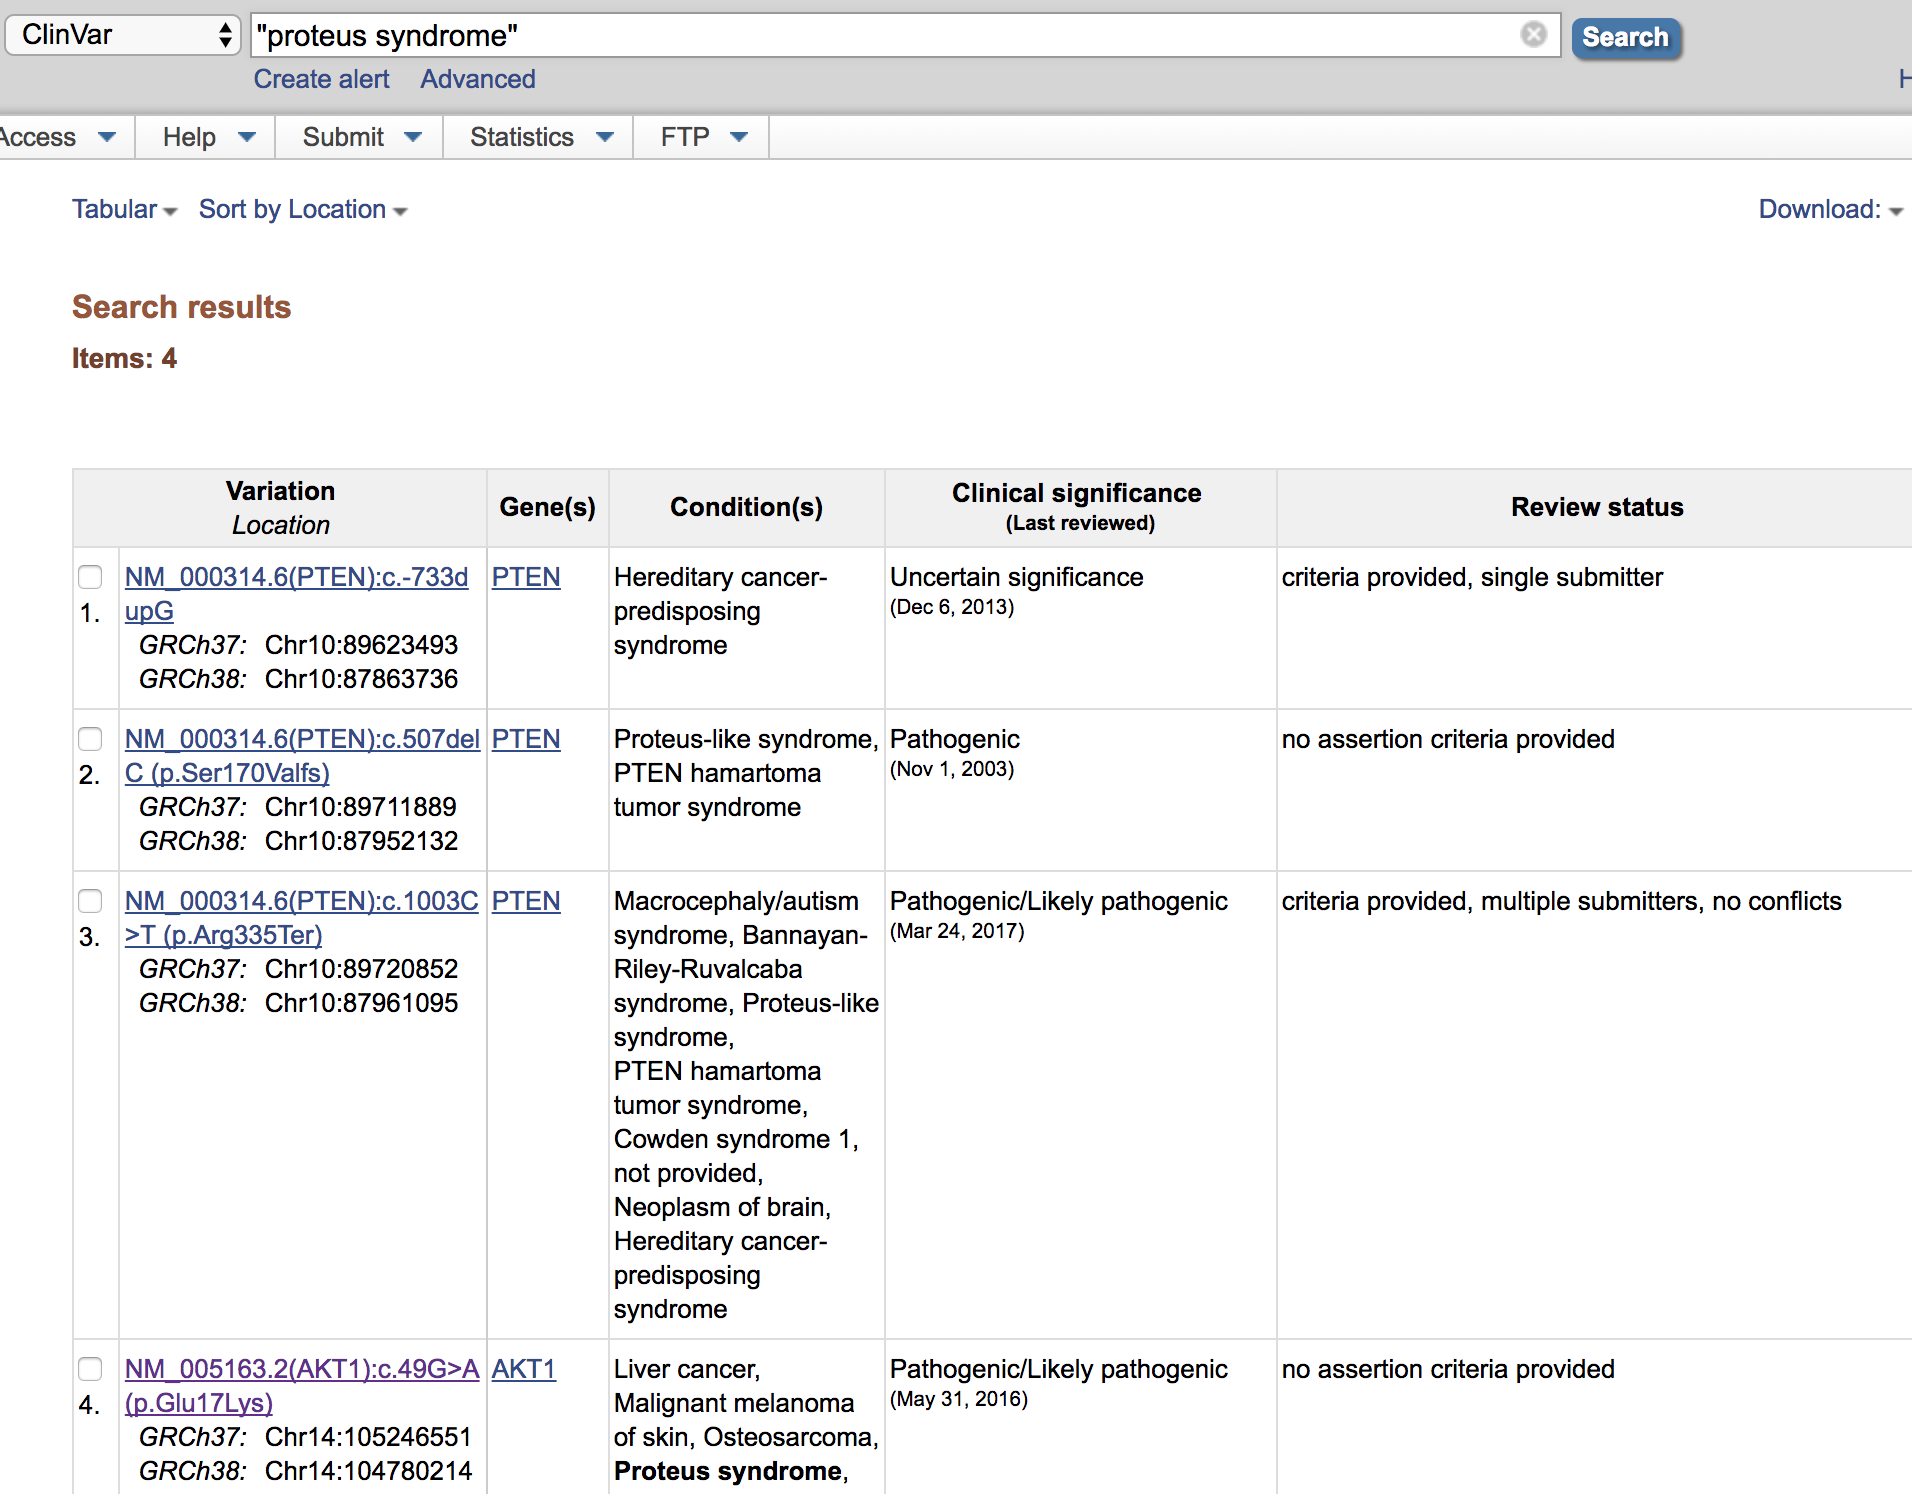 ClinVar "proteus syndrome" Search
Create alert Advanced H
Access Help Submit Statistics FTP
Tabular Sort by Location Download:
Search results
Items: 4
Variation
Location
Gene(s)
Condition(s)
Clinical significance
(Last reviewed)
Review status
1.
NM_000314.6(PTEN):c.-733d
upG
GRCh37: Chr10:89623493
GRCh38: Chr10:87863736
PTEN
Hereditary cancer-
predisposing
syndrome
Uncertain significance
(Dec 6, 2013)
criteria provided, single submitter
2.
NM_000314.6(PTEN):c.507del
C (p.Ser170Valfs)
GRCh37: Chr10:89711889
GRCh38: Chr10:87952132
PTEN
Proteus-like syndrome,
PTEN hamartoma
tumor syndrome
Pathogenic
(Nov 1, 2003)
no assertion criteria provided
3.
NM_000314.6(PTEN):c.1003C
>T (p.Arg335Ter)
GRCh37: Chr10:89720852
GRCh38: Chr10:87961095
PTEN
Macrocephaly/autism
syndrome, Bannayan-
Riley-Ruvalcaba
syndrome, Proteus-like
syndrome,
PTEN hamartoma
tumor syndrome,
Cowden syndrome 1,
not provided,
Neoplasm of brain,
Hereditary cancer-
predisposing
syndrome
Pathogenic/Likely pathogenic
(Mar 24, 2017)
criteria provided, multiple submitters, no conflicts
4.
NM_005163.2(AKT1):c.49G>A
(p.Glu17Lys)
GRCh37: Chr14:105246551
GRCh38: Chr14:104780214
AKT1
Liver cancer,
Malignant melanoma
of skin, Osteosarcoma,
Proteus syndrome,
Pathogenic/Likely pathogenic
(May 31, 2016)
no assertion criteria provided